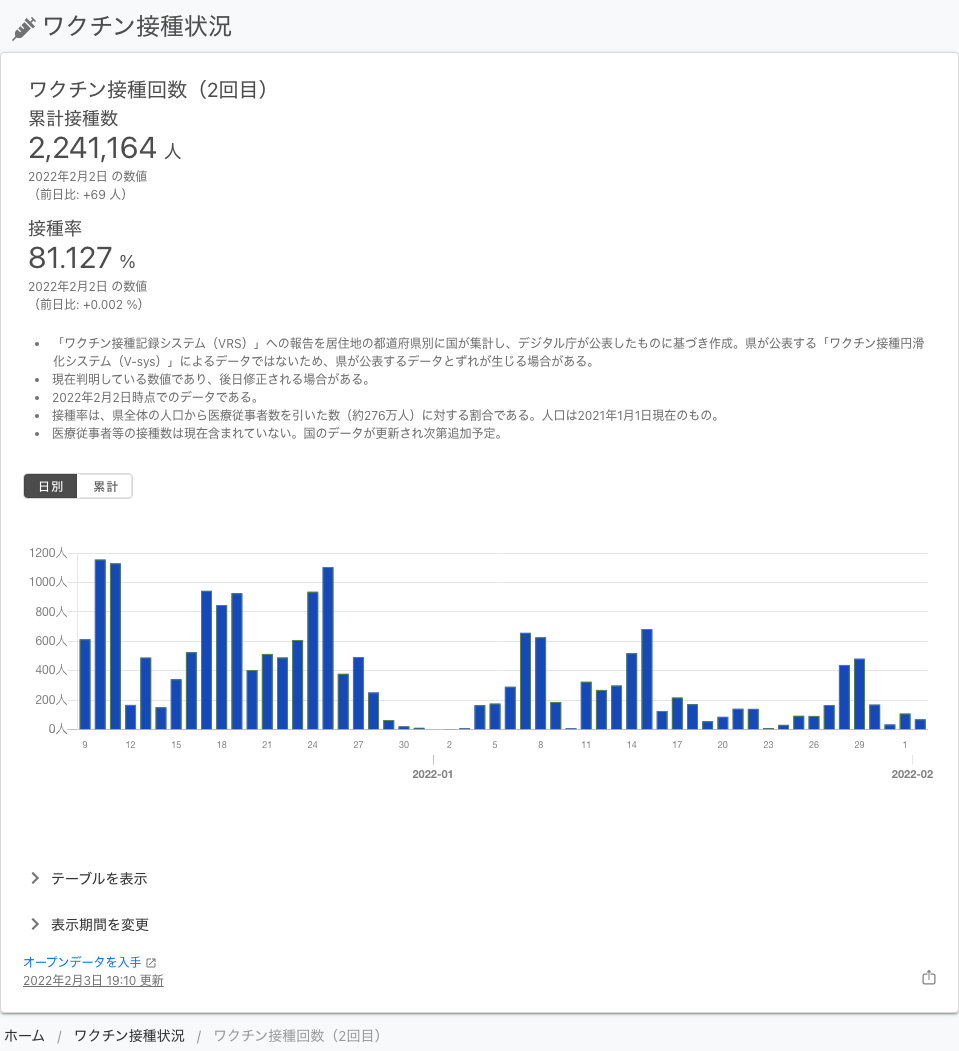 ワクチン接種状況
ワクチン接種回数（2回目）
累計接種数
2,241,164 人
2022年2月2日 の数値
（前日比: +69 人）
接種率
81.127 %
2022年2月2日 の数値
（前日比: +0.002 %）
• 「ワクチン接種記録システム（VRS）」への報告を居住地の都道府県別に国が集計し、デジタル庁が公表したものに基づき作成。県が公表する「ワクチン接種円滑
化システム（V-sys）」によるデータではないため、県が公表するデータとずれが生じる場合がある。
• 現在判明している数値であり、後日修正される場合がある。
• 2022年2月2日時点でのデータである。
• 接種率は、県全体の人口から医療従事者数を引いた数（約276万人）に対する割合である。人口は2021年1月1日現在のもの。
• 医療従事者等の接種数は現在含まれていない。国のデータが更新され次第追加予定。
日別 累計
1200人
1000人
800人
600人
400人
200人
0人
9 12 15 18 21 24 27 30 2 5 8 11 14 17 20 23 26 29 1
2022-01 2022-02
テーブルを表示
表示期間を変更
オープンデータを入手
2022年2月3日 19:10 更新
ホーム / ワクチン接種状況 / ワクチン接種回数（2回目）